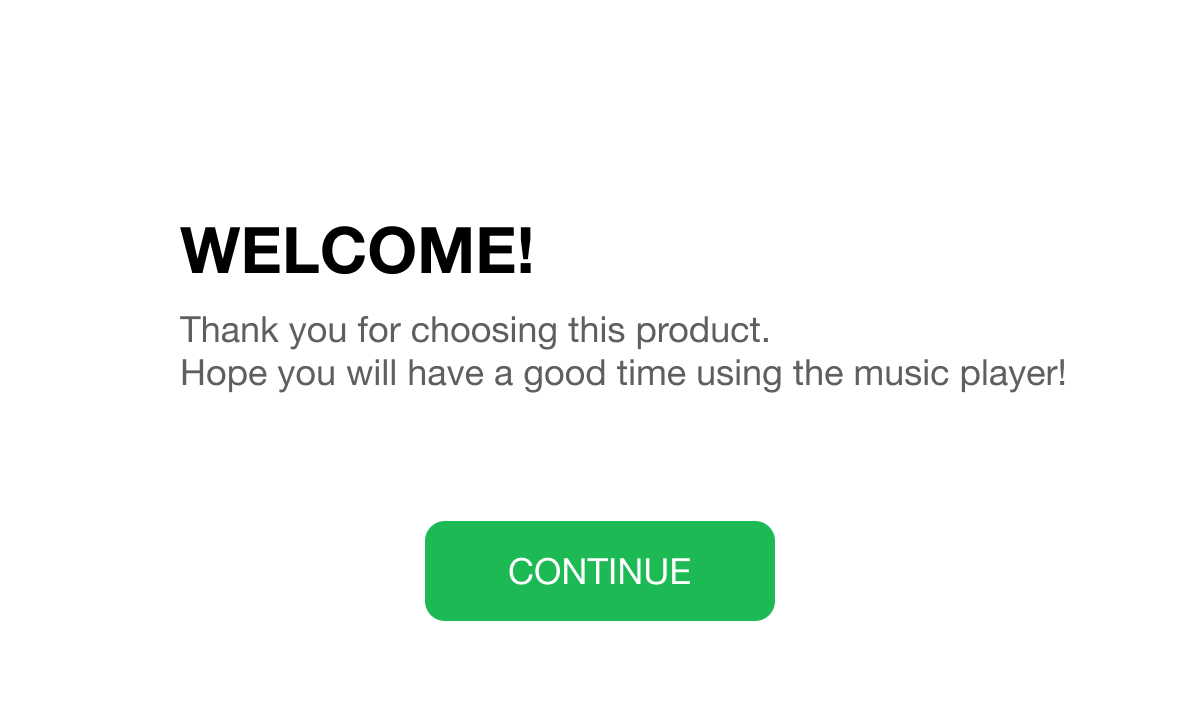 WELCOME!
Thank you for choosing this product.
Hope you will have a good time using the music player!
CONTINUE